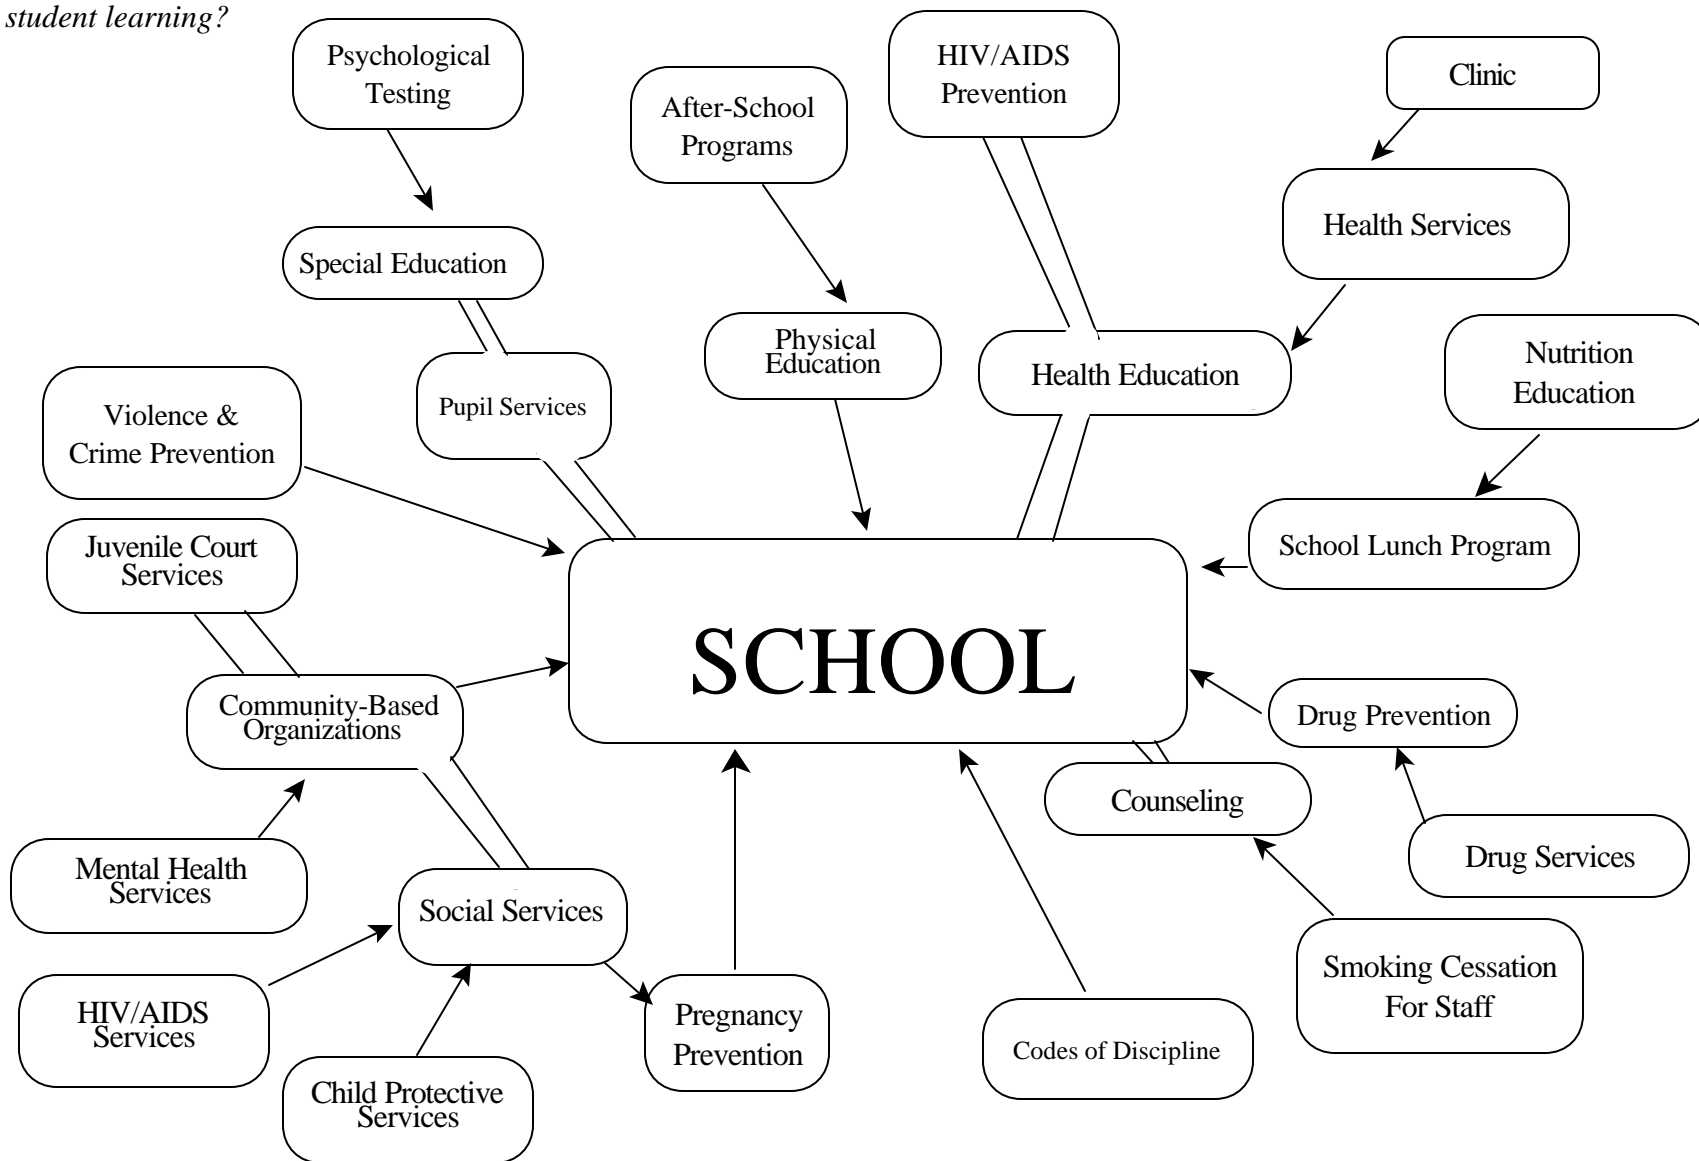 student learning?
Psychological
Testing
After-School
Programs
HIV/AIDS
Prevention
Clinic
Health Services
Special Education
Physical
Education
Health Education
Nutrition
Education
Pupil Services
Violence &
Crime Prevention
Juvenile Court
Services
School Lunch Program
SCHOOL
Community-Based
Organizations
Drug Prevention
Counseling
Drug Services
Mental Health
Services
Social Services
Smoking Cessation
For Staff
HIV/AIDS
Services
Pregnancy
Prevention
Codes of Discipline
Child Protective
Services